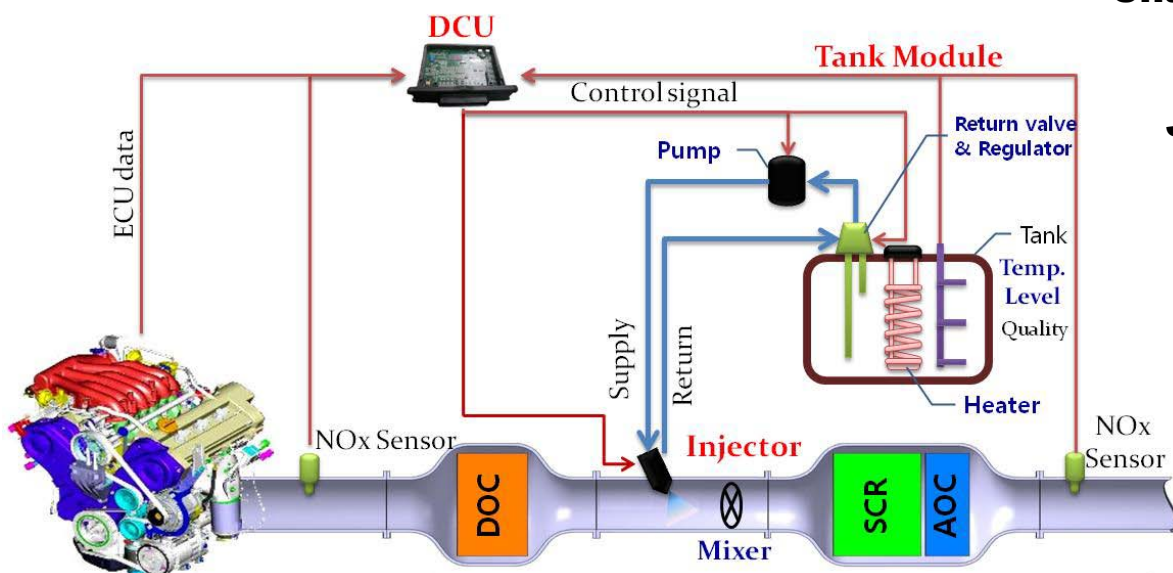 DCU
Tank Module
Control signal
ECU data
Pump
Return valve
& Regulator
Tank
Temp.
Level
Quality
Supply
Return
Heater
NOx Sensor
Injector
NOx
Sensor
DOC
SCR
AOC
Mixer